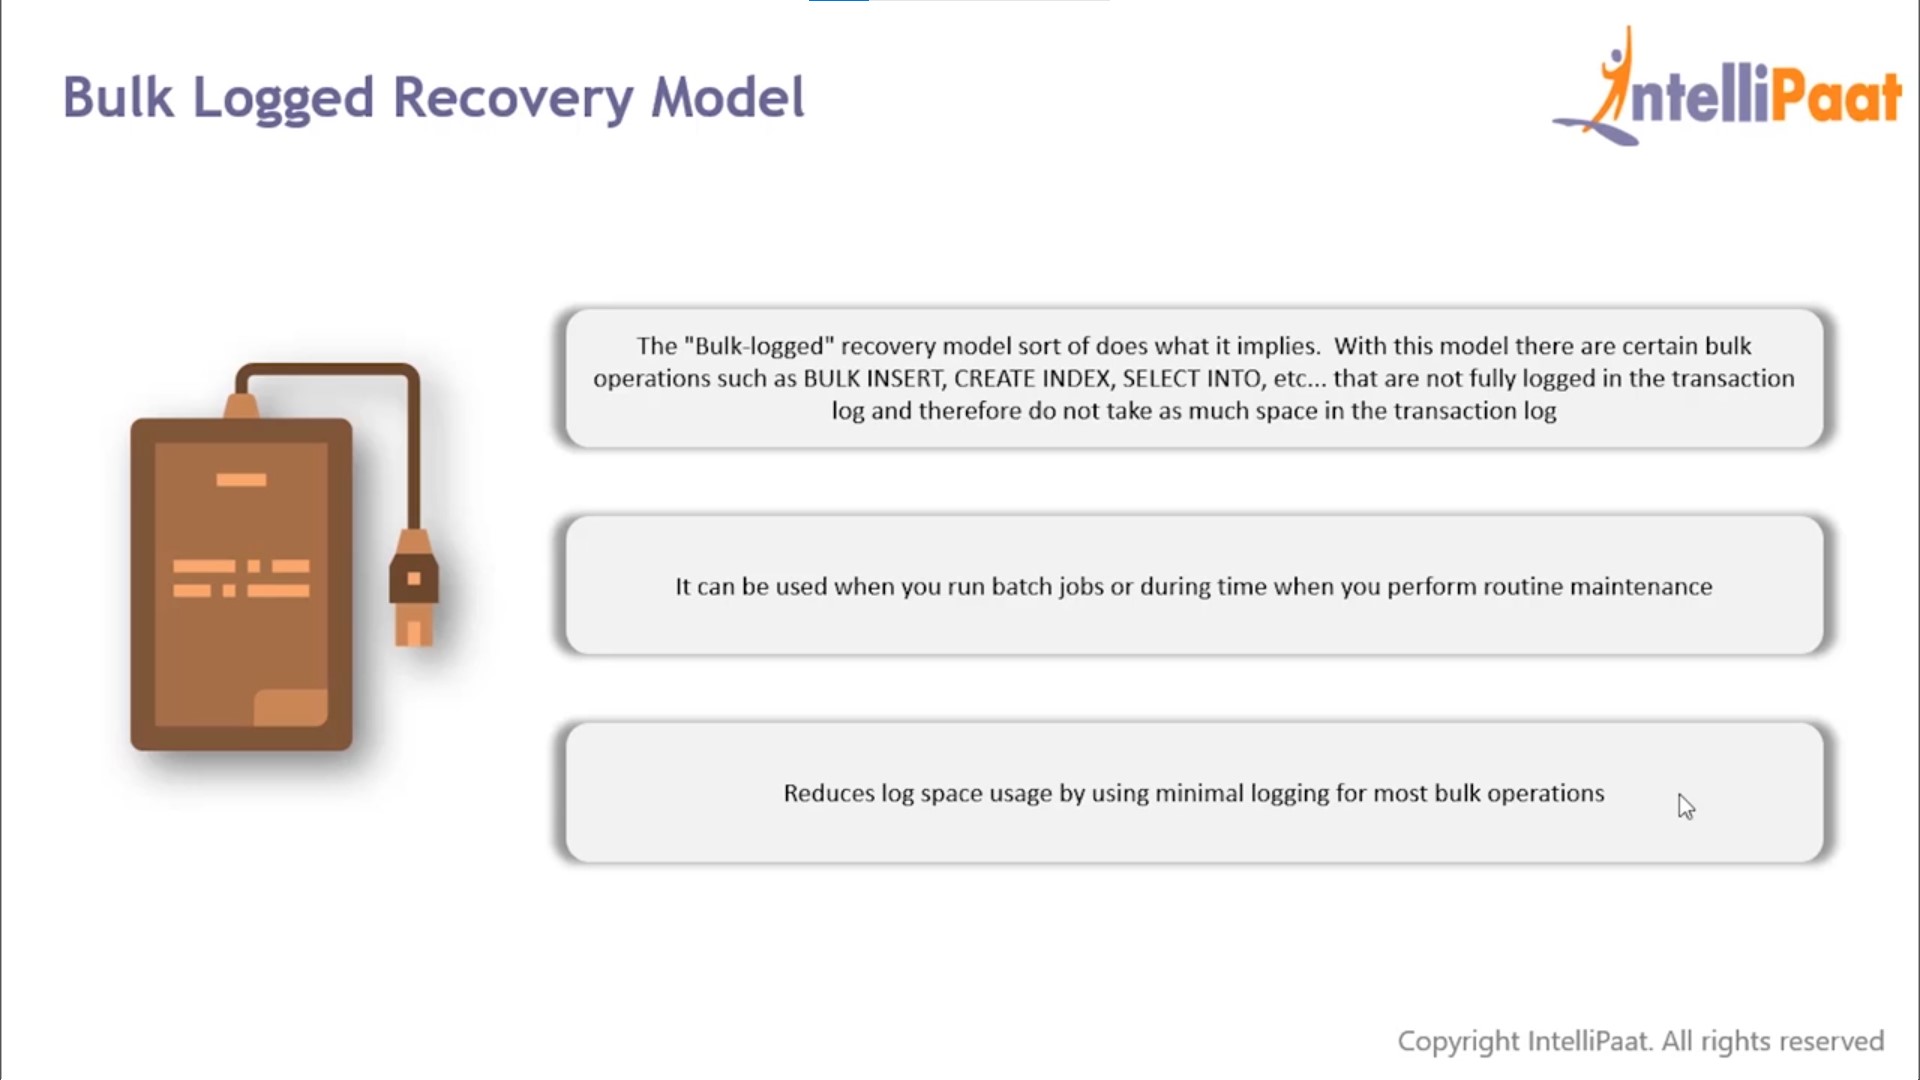 Bulk Logged Recovery Model
IntelliPaat
The "Bulk-logged" recovery model sort of does what it implies.  With this model there are certain bulk
operations such as BULK INSERT, CREATE INDEX, SELECT INTO, etc... that are not fully logged in the transaction
log and therefore do not take as much space in the transaction log
It can be used when you run batch jobs or during time when you perform routine maintenance
Reduces log space usage by using minimal logging for most bulk operations
Copyright IntelliPaat. All rights reserved